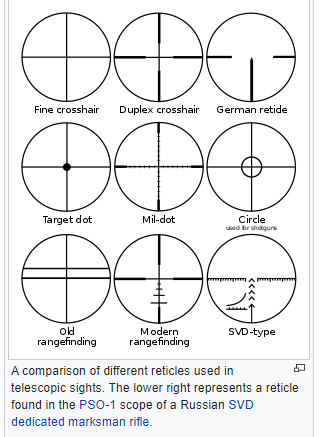 Fine crosshair Duplex crosshair German retide
Target dot Mil-dot Circle
used for shotguns
Old rangefinding Modern rangefinding SVD-type
A comparison of different reticles used in
telescopic sights. The lower right represents a reticle
found in the PSO-1 scope of a Russian SVD
dedicated marksman rifle.